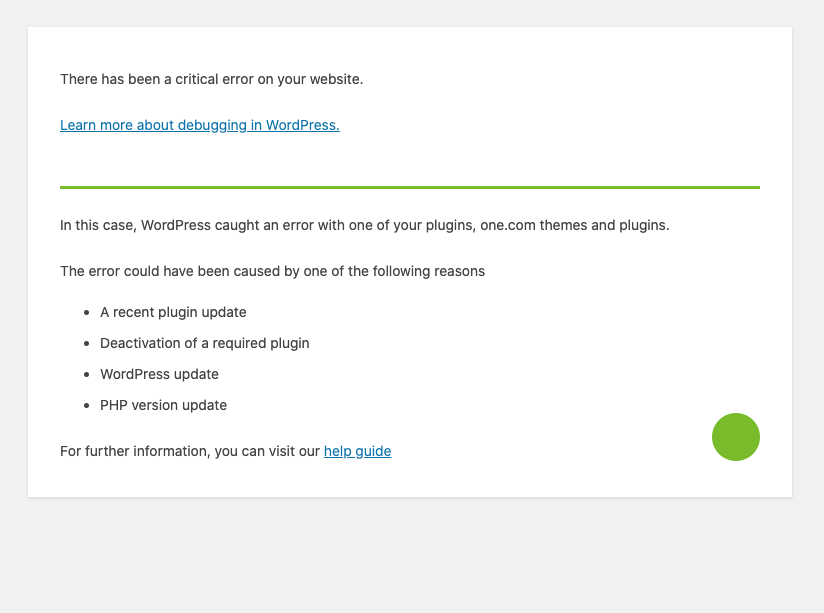 There has been a critical error on your website.
Learn more about debugging in WordPress.
In this case, WordPress caught an error with one of your plugins, one.com themes and plugins.
The error could have been caused by one of the following reasons
• A recent plugin update
• Deactivation of a required plugin
• WordPress update
• PHP version update
For further information, you can visit our help guide